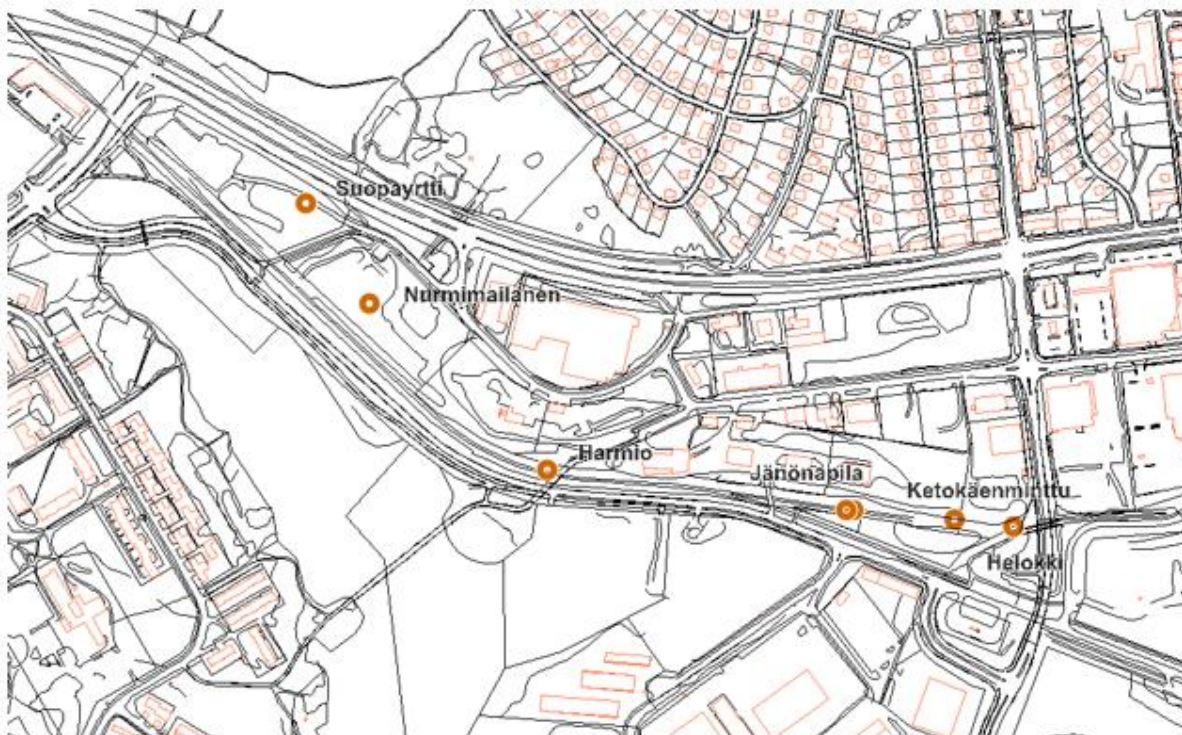 Suopayrtti
Nurmimailanen
Harmio
Jänönapila
Ketokäenminttu
Helokki